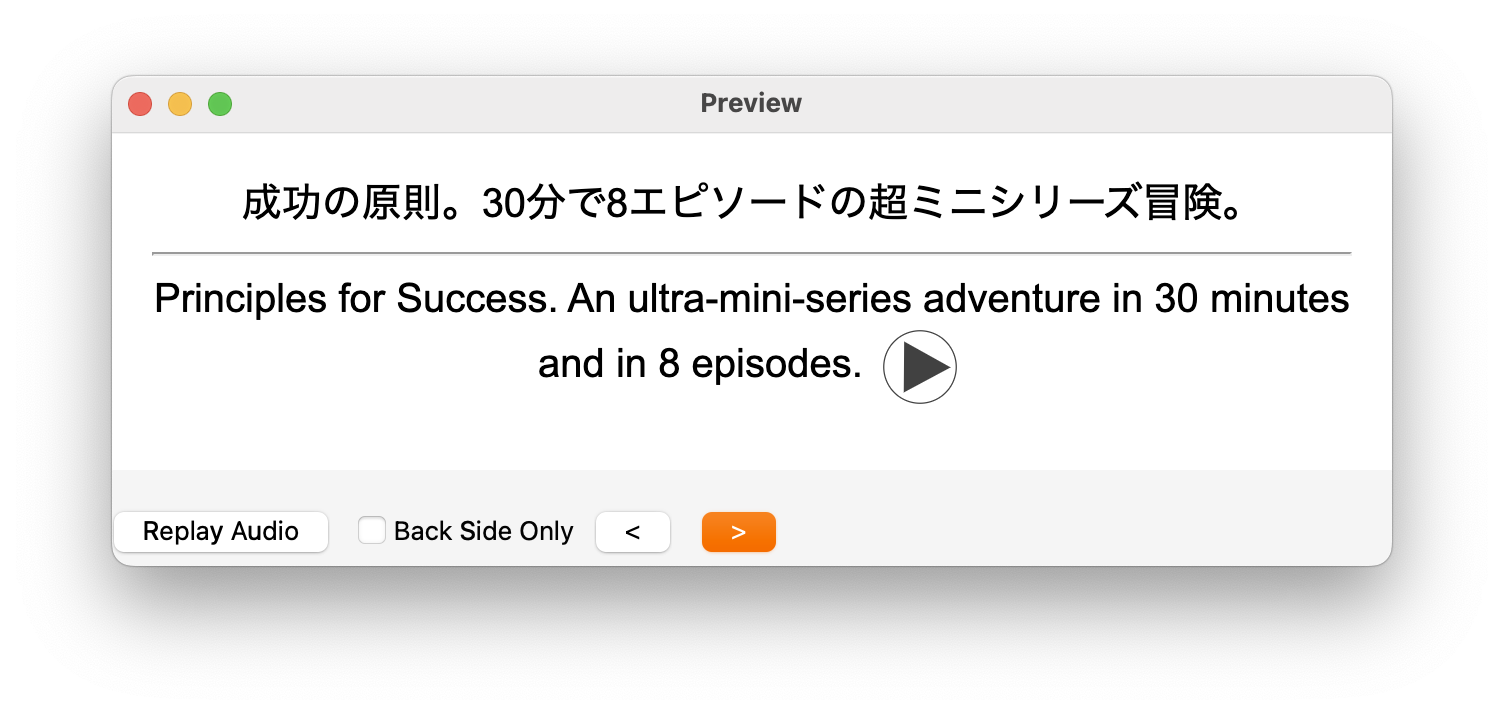 Preview
成功の原則。30分で8エピソードの超ミニシリーズ冒険。
Principles for Success. An ultra-mini-series adventure in 30 minutes
and in 8 episodes.
Replay Audio Back Side Only < >